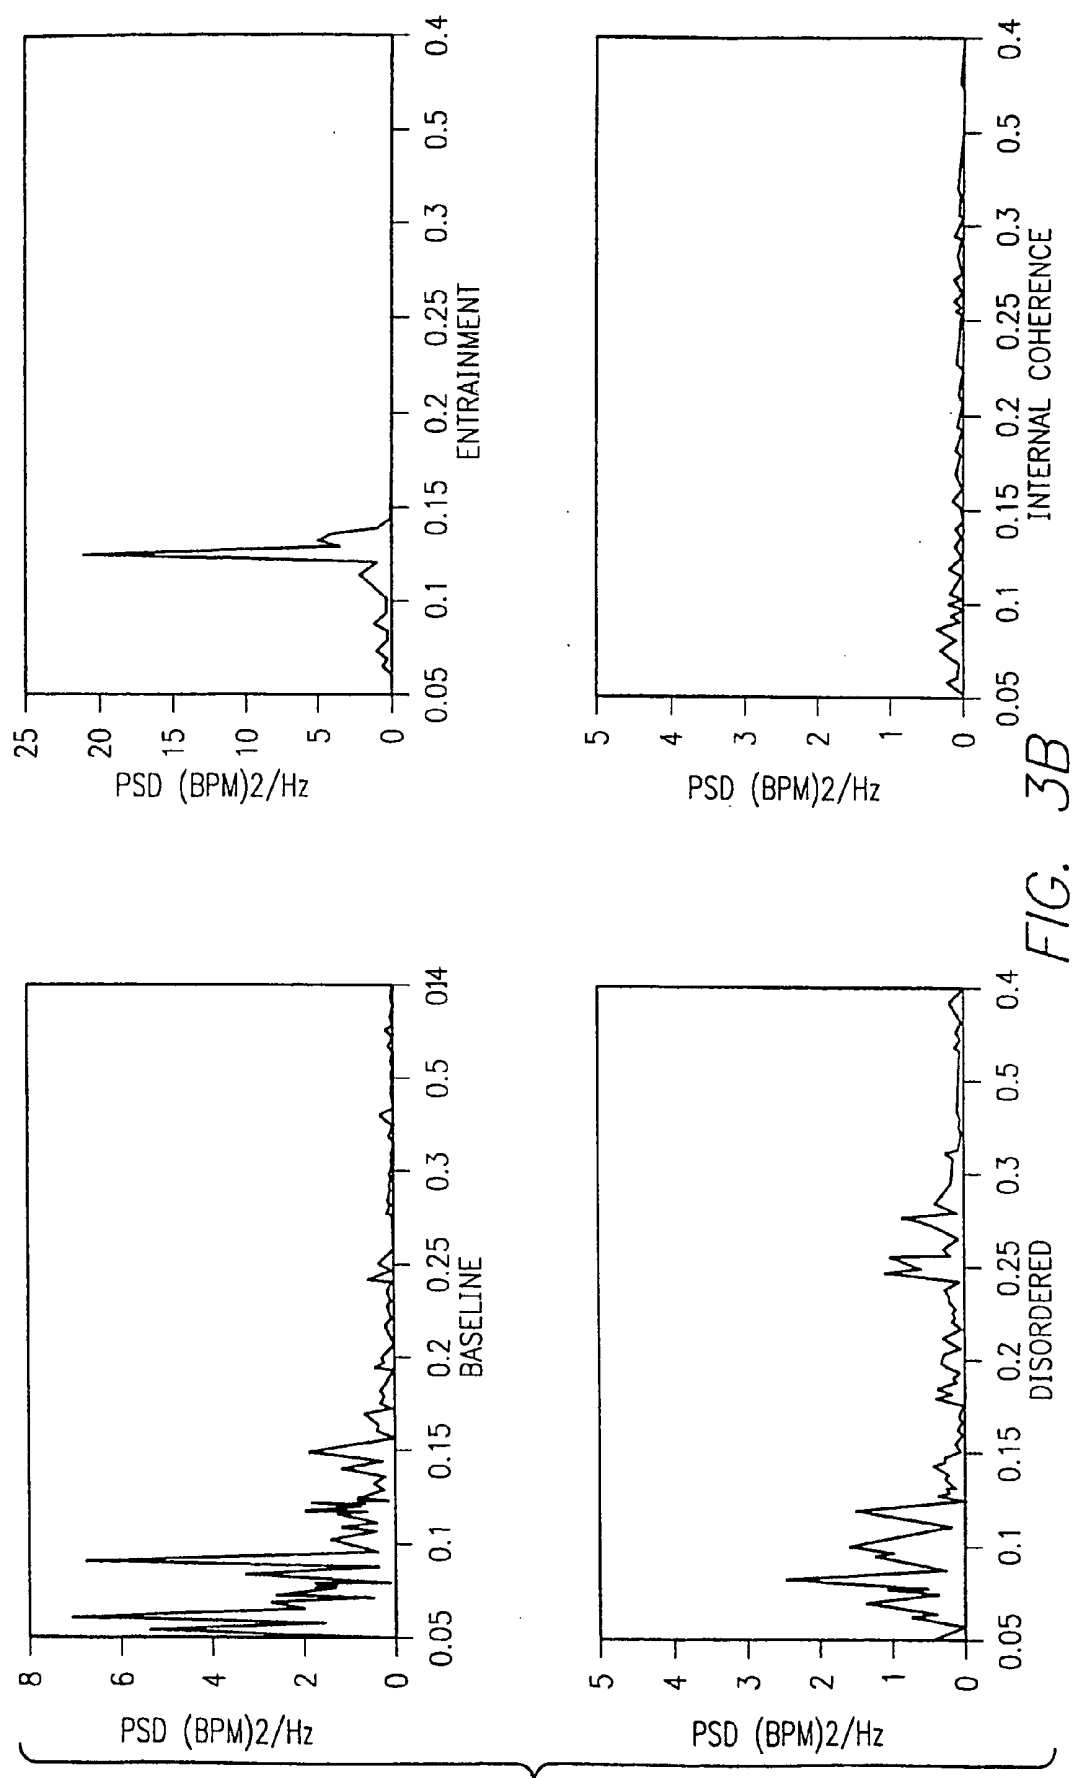 8
6
4
2
0
PSD (BPM)2/Hz
0.05 0.1 0.15 0.2 0.25 0.3 0.5 014
BASELINE
25
20
15
10
5
0
PSD (BPM)2/Hz
0.05 0.1 0.15 0.2 0.25 0.3 0.5 0.4
ENTRAINMENT
5
4
3
2
1
0
PSD (BPM)2/Hz
0.05 0.1 0.15 0.2 0.25 0.3 0.5 0.4
DISORDERED
5
4
3
2
1
0
PSD (BPM)2/Hz
0.05 0.1 0.15 0.2 0.25 0.3 0.5 0.4
INTERNAL COHERENCE
FIG. 3B